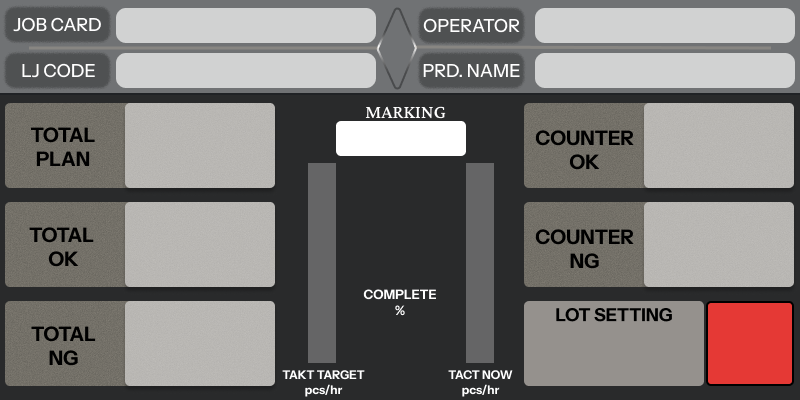 JOB CARD
OPERATOR
LJ CODE
PRD. NAME
MARKING
TOTAL
PLAN
COUNTER
OK
TOTAL
OK
COUNTER
NG
COMPLETE
%
LOT SETTING
TOTAL
NG
TAKT TARGET
pcs/hr
TACT NOW
pcs/hr